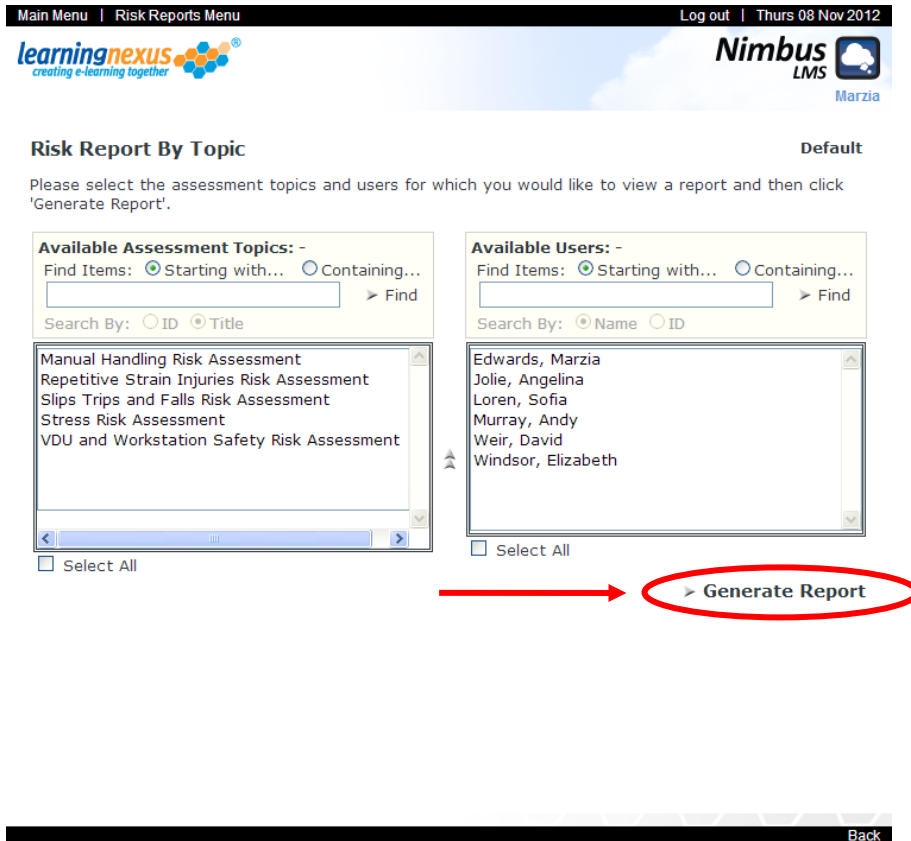 Main Menu | Risk Reports Menu
Log out | Thurs 08 Nov 2012
learningnexus®
creating e-learning together
Nimbus
LMS
Marzia
Risk Report By Topic
Default
Please select the assessment topics and users for which you would like to view a report and then click
'Generate Report'.
Available Assessment Topics: -
Find Items: Starting with... Containing...
Find
Search By: ID Title
Manual Handling Risk Assessment
Repetitive Strain Injuries Risk Assessment
Slips Trips and Falls Risk Assessment
Stress Risk Assessment
VDU and Workstation Safety Risk Assessment
Select All
Available Users: -
Find Items: Starting with... Containing...
Find
Search By: Name ID
Edwards, Marzia
Jolie, Angelina
Loren, Sofia
Murray, Andy
Weir, David
Windsor, Elizabeth
Select All
Generate Report
Back